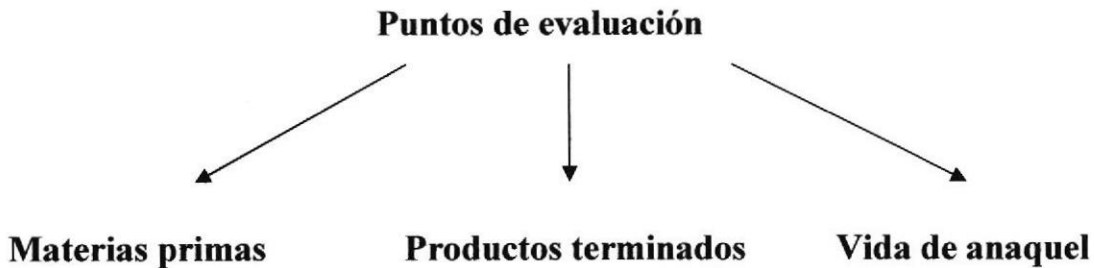 Puntos de evaluación
Materias primas Productos terminados Vida de anaquel